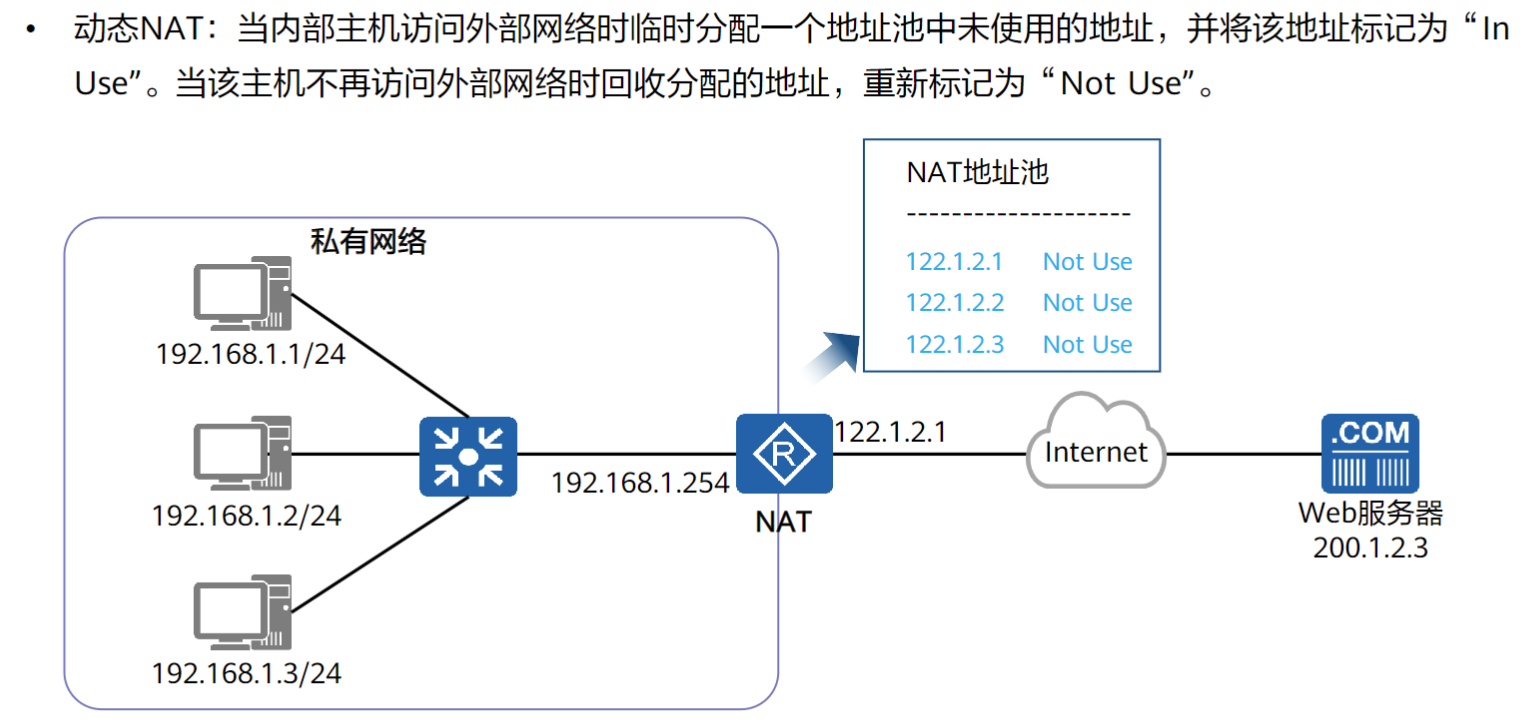 • 动态NAT：当内部主机访问外部网络时临时分配一个地址池中未使用的地址，并将该地址标记为“In
Use”。当该主机不再访问外部网络时回收分配的地址，重新标记为“Not Use”。
NAT地址池
---------------------
122.1.2.1 Not Use
122.1.2.2 Not Use
122.1.2.3 Not Use
私有网络
192.168.1.1/24
192.168.1.2/24
192.168.1.3/24
192.168.1.254
R
NAT
122.1.2.1
Internet
.COM
Web服务器
200.1.2.3